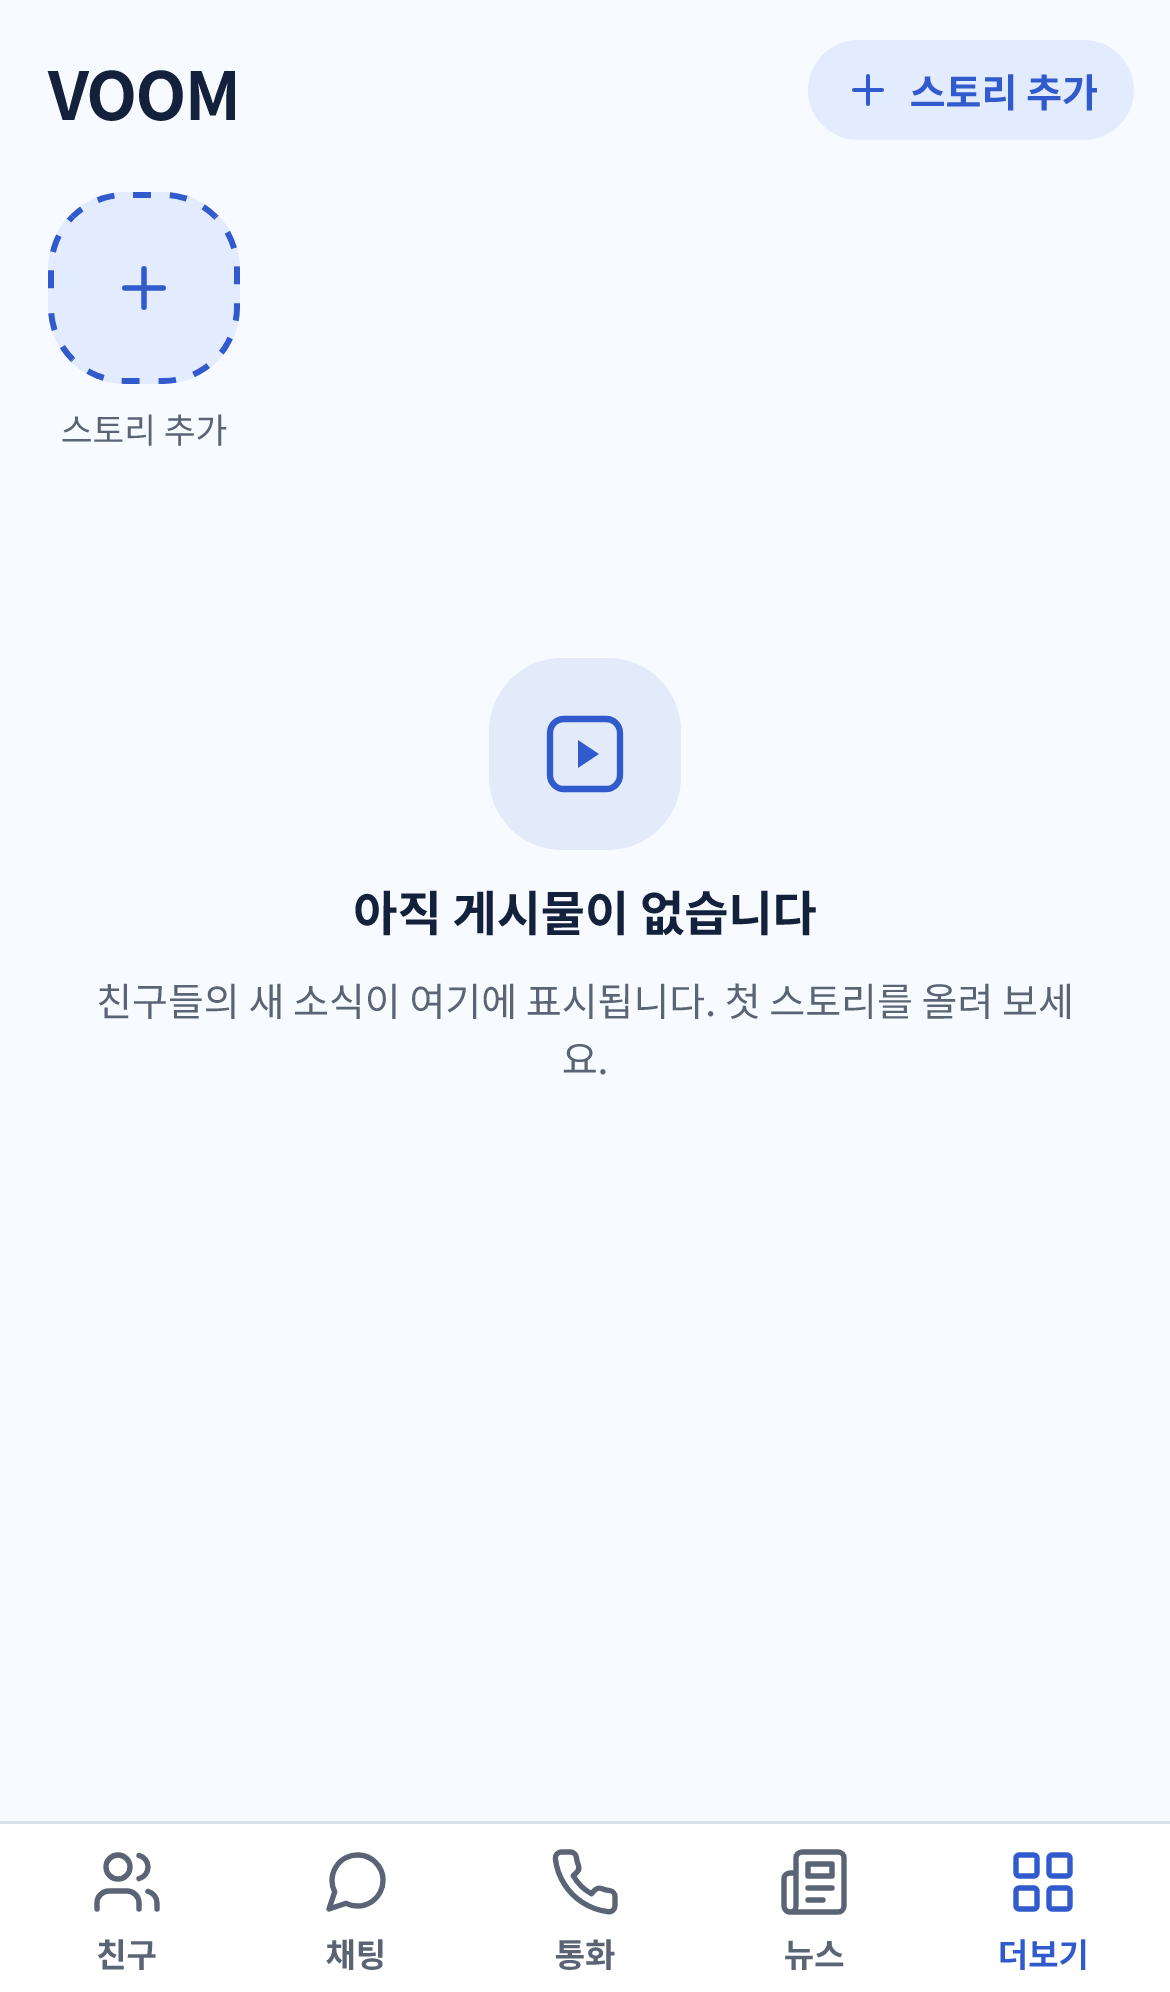 VOOM
스토리 추가
스토리 추가
아직 게시물이 없습니다
친구들의 새 소식이 여기에 표시됩니다. 첫 스토리를 올려 보세
요.
친구
채팅
통화
뉴스
더보기